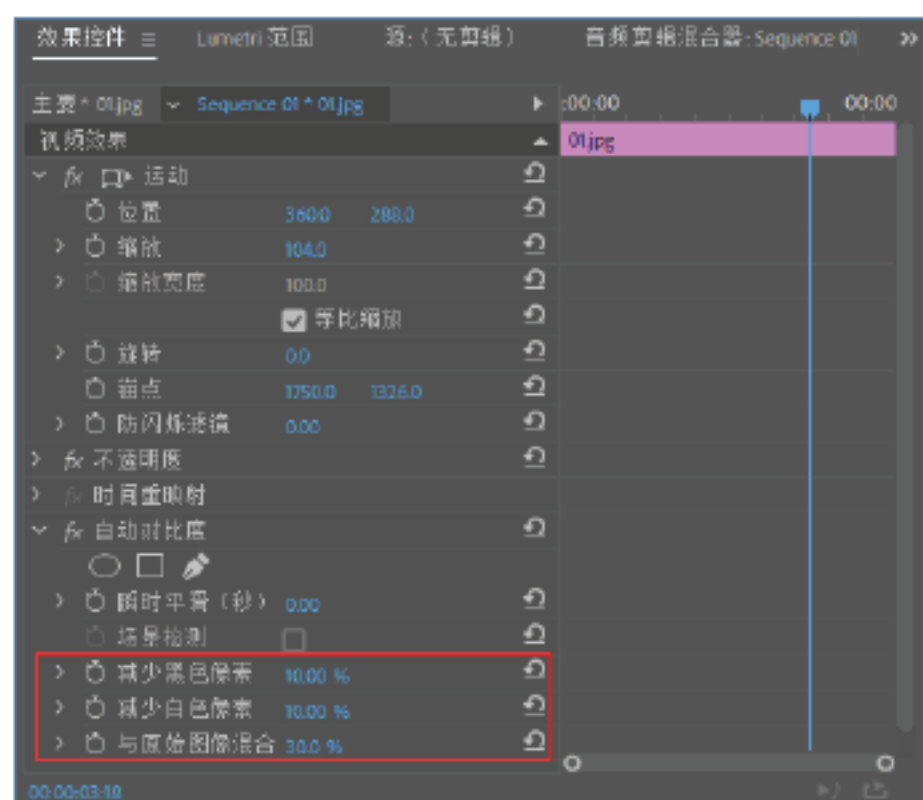 效果控件 ≡ Lumetri 范围 源:（无剪辑） 音频剪辑混合器: Sequence 01 »
主要 * 01.jpg Sequence 01 * 01.jpg :00:00 00:00
视频效果 01.jpg
fx 运动
位置 360.0 288.0
缩放 104.0
缩放宽度 100.0
等比缩放
旋转 0.0
锚点 1750.0 1326.0
防闪烁滤镜 0.00
fx 不透明度
fx 时间重映射
fx 自动对比度
瞬时平滑（秒） 0.00
场景检测
减少黑色像素 10.00 %
减少白色像素 10.00 %
与原始图像混合 30.0 %
00:00:03:18